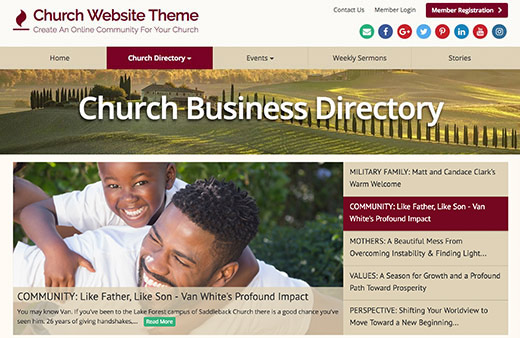 Church Website Theme
Create An Online Community For Your Church
Contact Us Member Login Member Registration
Home Church Directory Events Weekly Sermons Stories
Church Business Directory
MILITARY FAMILY: Matt and Candace Clark's
Warm Welcome
COMMUNITY: Like Father, Like Son - Van
White's Profound Impact
MOTHERS: A Beautiful Mess From
Overcoming Instability & Finding Light...
VALUES: A Season for Growth and a Profound
Path Toward Prosperity
PERSPECTIVE: Shifting Your Worldview to
Move Toward a New Beginning...
COMMUNITY: Like Father, Like Son - Van White's Profound Impact
You may know Van. if you've been to the Lake Forest campus of Saddleback Church there is a good chance you've
seen him. 26 years of giving handshakes,... Read More